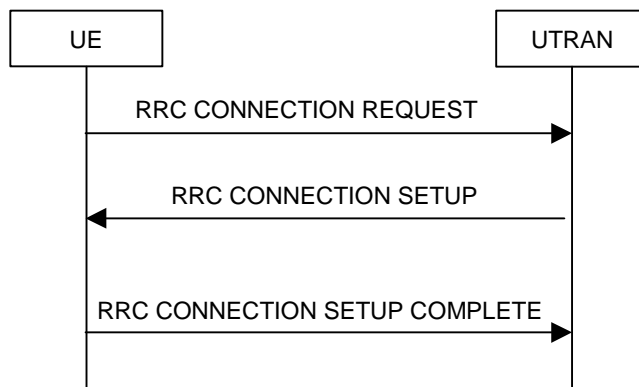 UE
UTRAN
RRC CONNECTION REQUEST
RRC CONNECTION SETUP
RRC CONNECTION SETUP COMPLETE